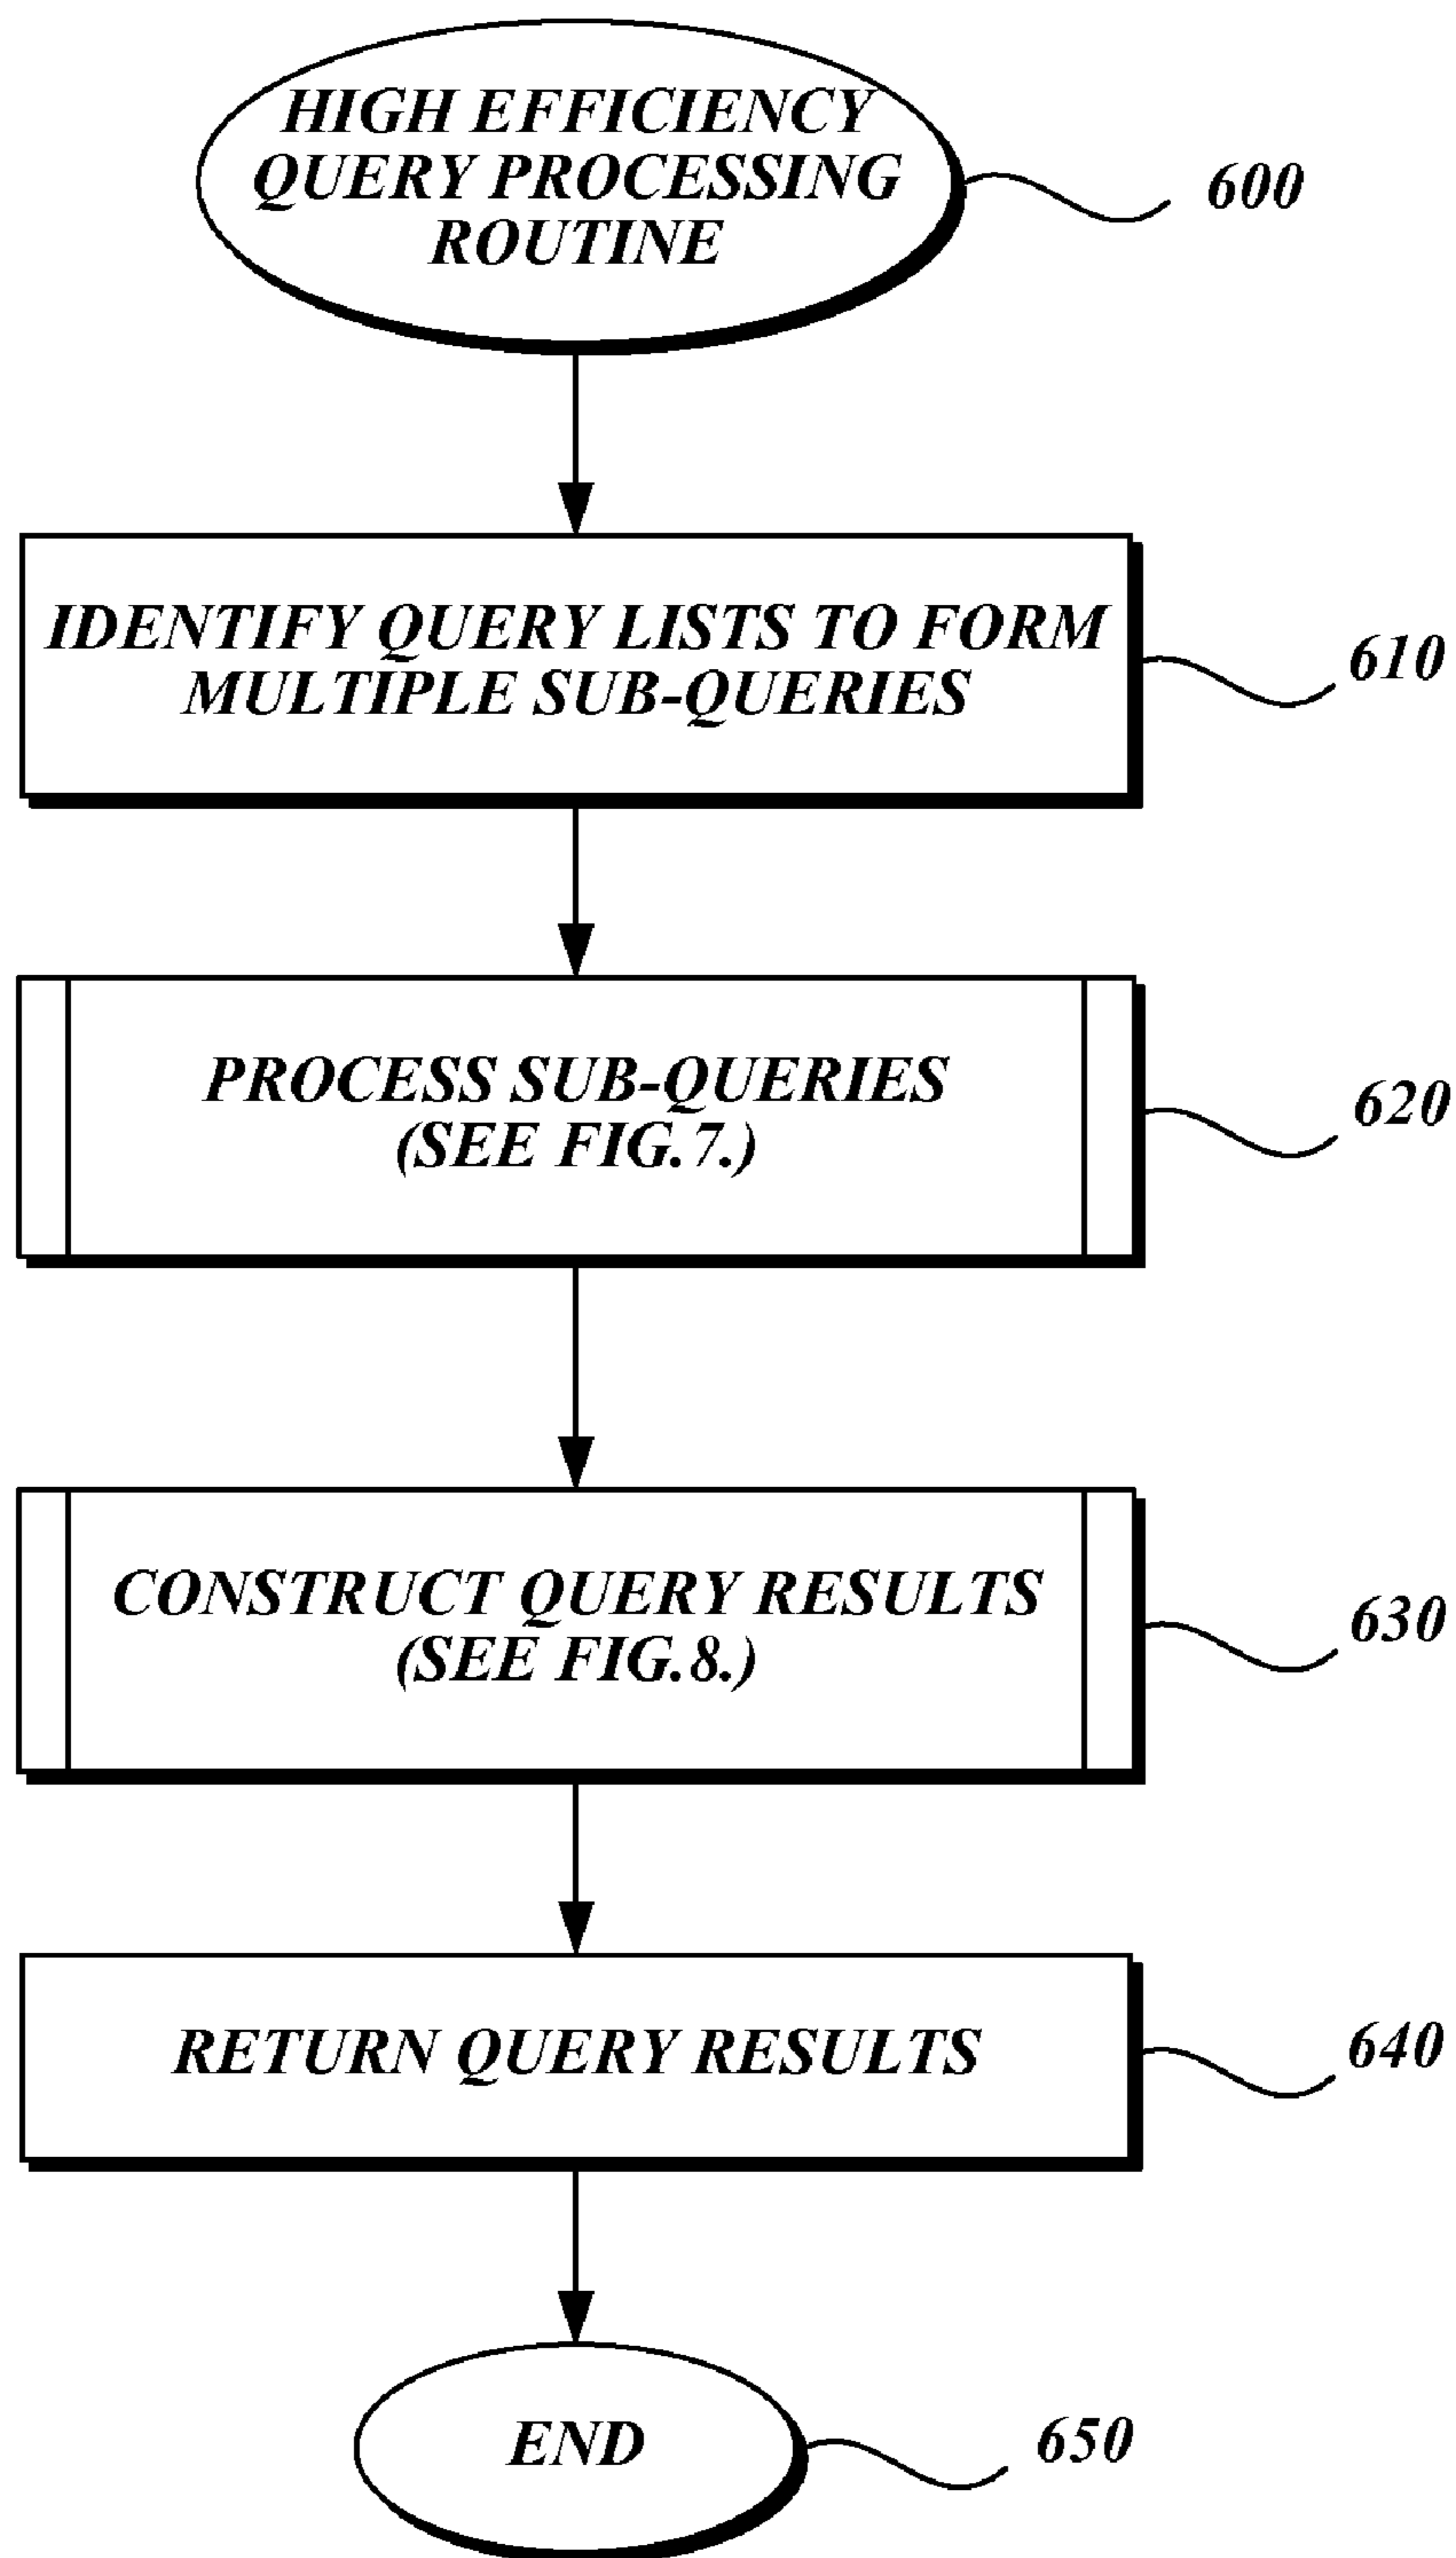 HIGH EFFICIENCY
QUERY PROCESSING
ROUTINE
600
IDENTIFY QUERY LISTS TO FORM
MULTIPLE SUB-QUERIES
610
PROCESS SUB-QUERIES
(SEE FIG.7.)
620
CONSTRUCT QUERY RESULTS
(SEE FIG.8.)
630
RETURN QUERY RESULTS
640
END
650